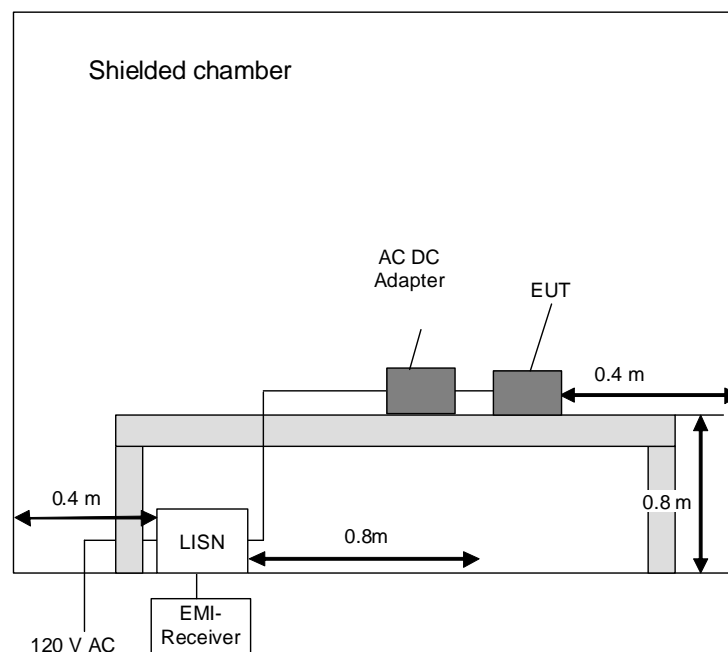 Shielded chamber
AC DC
Adapter
EUT
0.4 m
0.4 m
0.8 m
LISN
0.8m
EMI-
Receiver
120 V AC